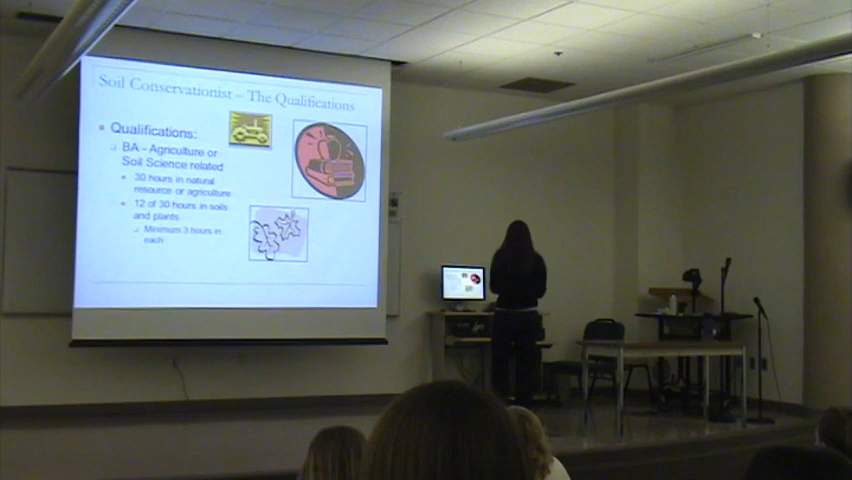 Soil Conservationist – The Qualifications
Qualifications:
BA - Agriculture or
Soil Science related
30 hours in natural
resource or agriculture
12 of 30 hours in soils
and plants
Minimum 3 hours in
each